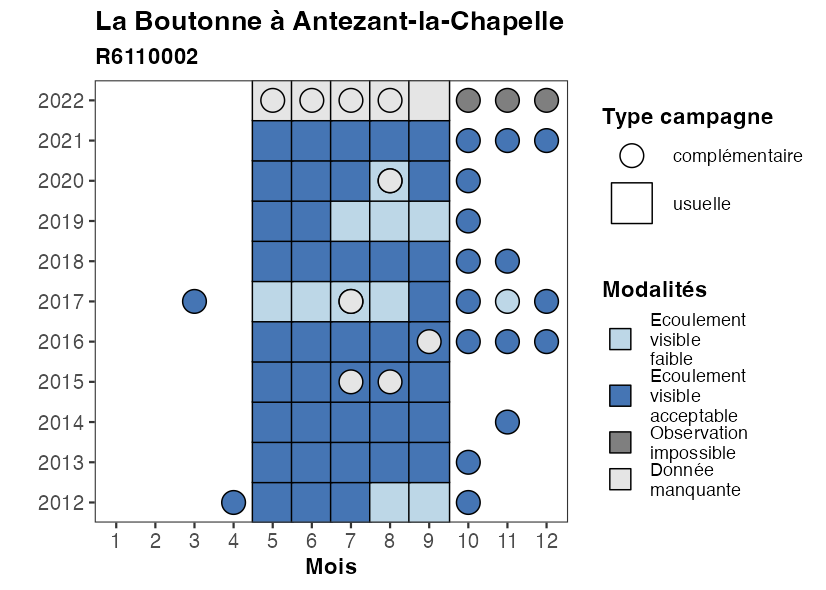 La Boutonne à Antezant-la-Chapelle
R6110002
2022
2021
2020
2019
2018
2017
2016
2015
2014
2013
2012
1 2 3 4 5 6 7 8 9 10 11 12
Mois
Type campagne
complémentaire
usuelle
Modalités
Ecoulement
visible
faible
Ecoulement
visible
acceptable
Observation
impossible
Donnée
manquante